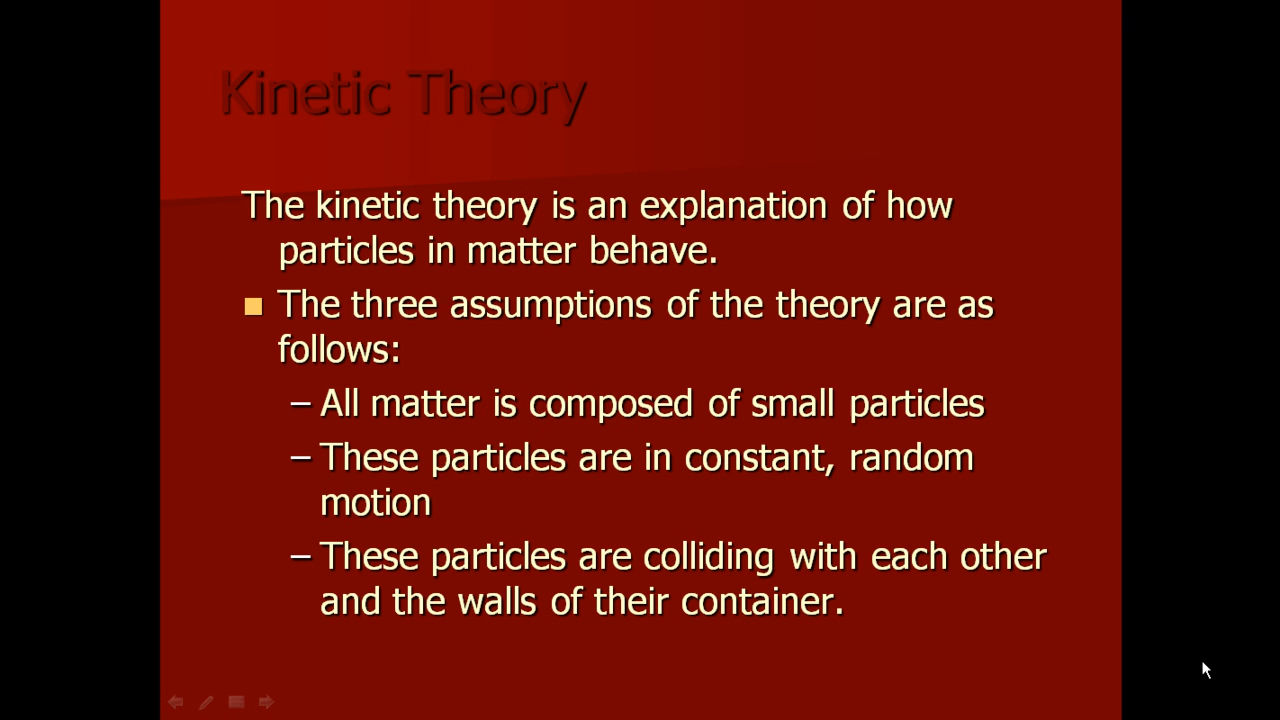 Kinetic Theory
The kinetic theory is an explanation of how
particles in matter behave.
The three assumptions of the theory are as
follows:
– All matter is composed of small particles
– These particles are in constant, random
motion
– These particles are colliding with each other
and the walls of their container.